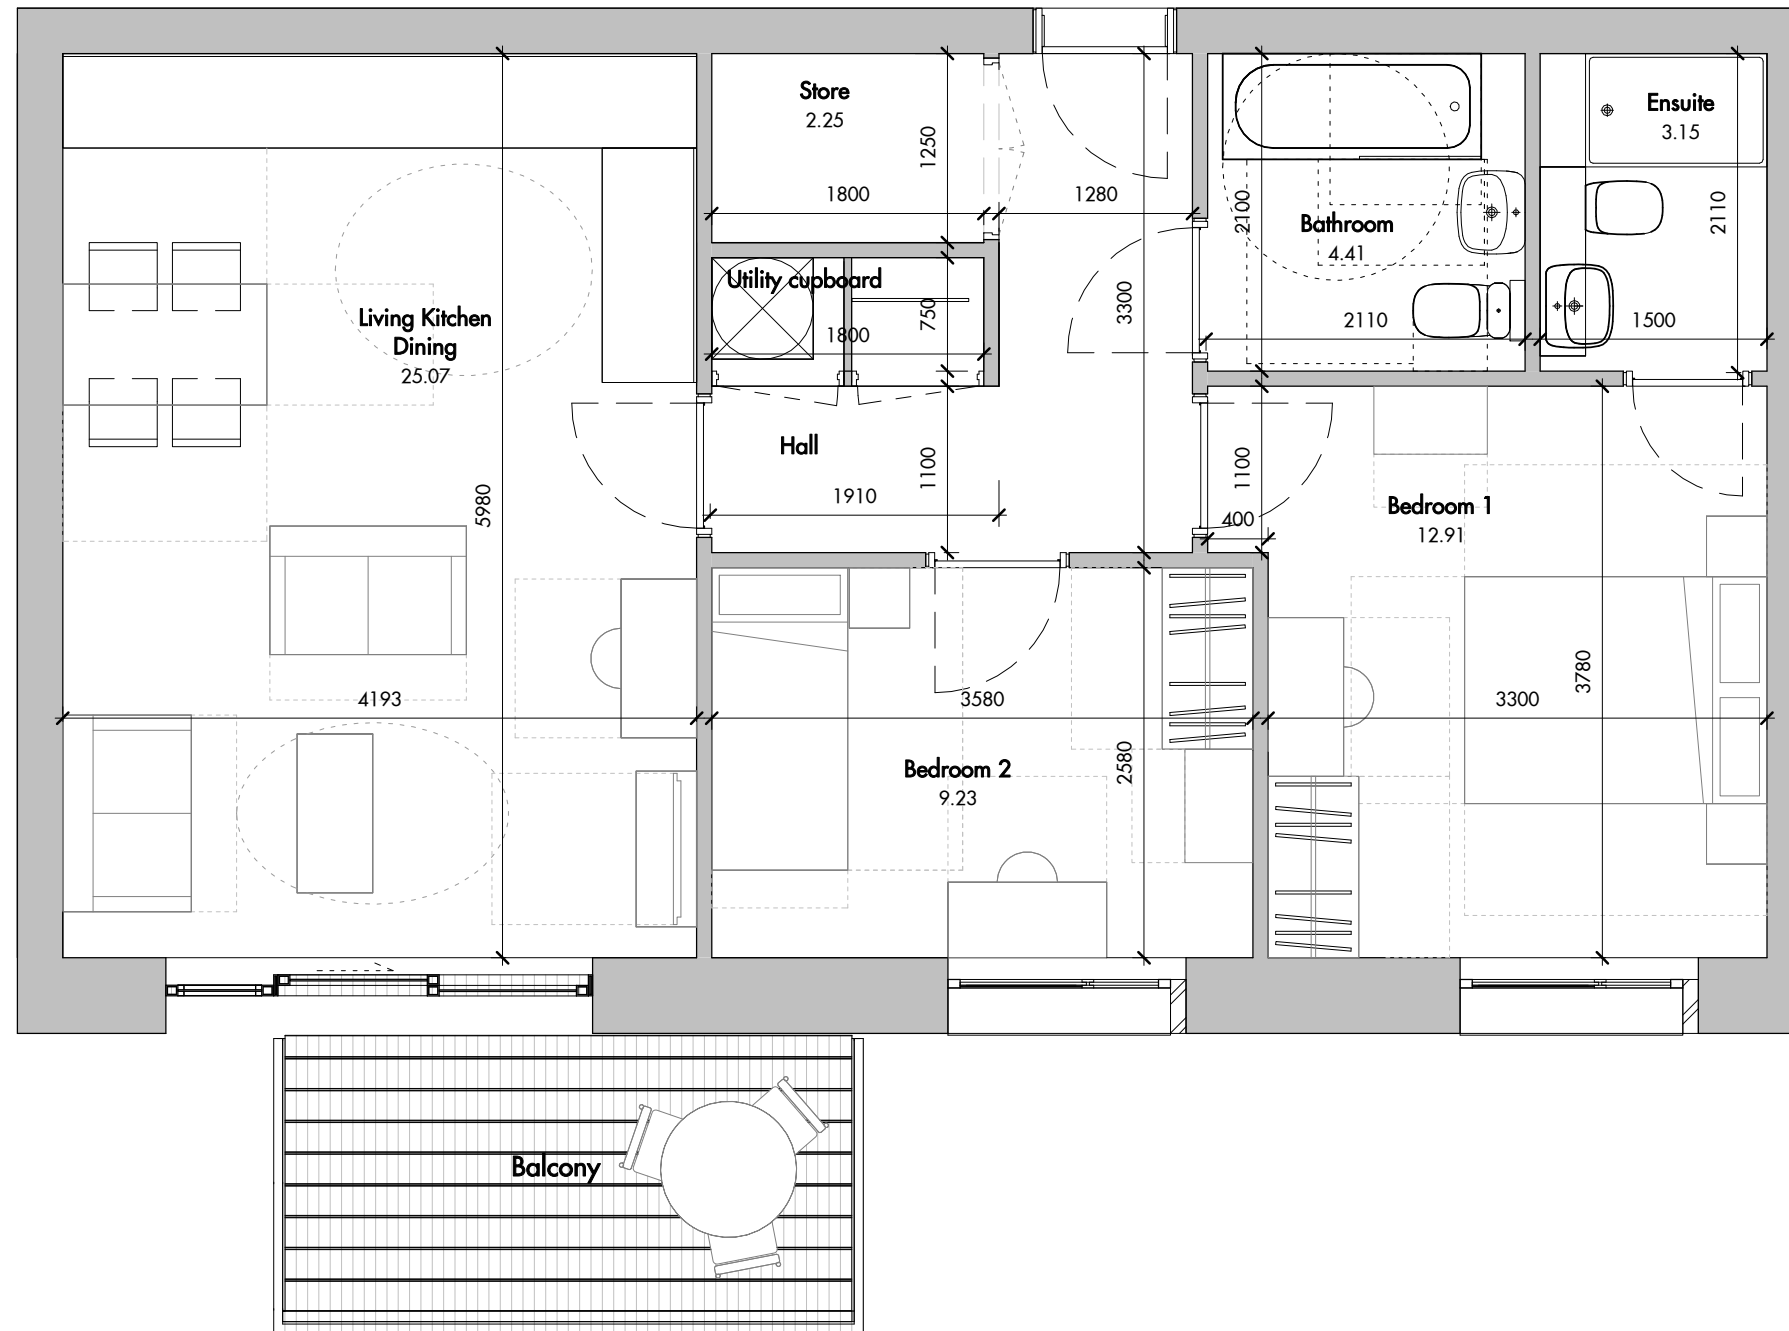 Store
2.25
1250
1800
1280
Ensuite
3.15
2100
Bathroom
4.41
2110
Utility cupboard
750
1800
3300
2110
1500
Living Kitchen
Dining
25.07
Hall
1100
1910
5980
1100
400
Bedroom 1
12.91
4193
3580
3780
3300
Bedroom 2
9.23
2580
Balcony